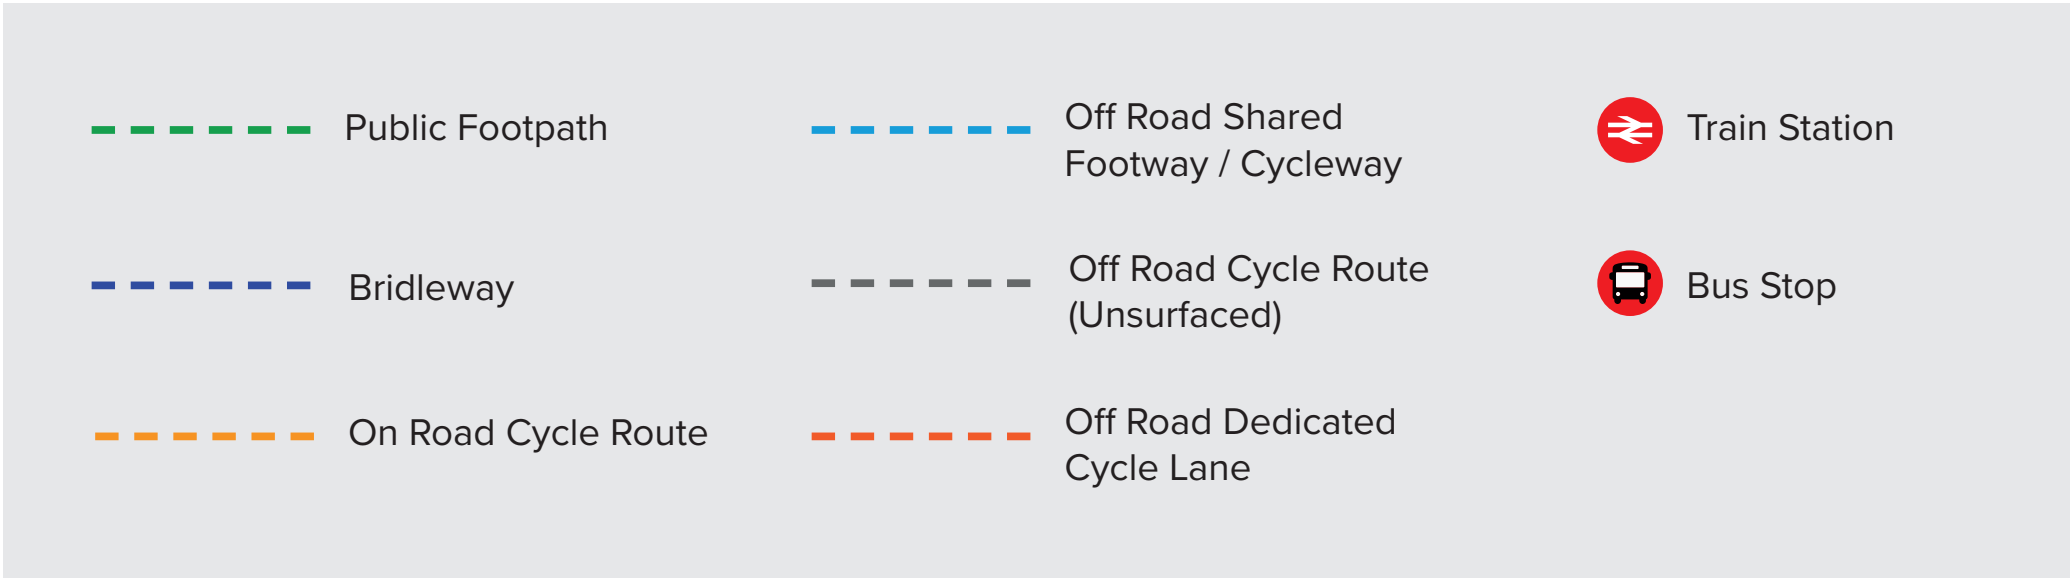 Public Footpath
Bridleway
On Road Cycle Route
Off Road Shared
Footway / Cycleway
Off Road Cycle Route
(Unsurfaced)
Off Road Dedicated
Cycle Lane
Train Station
Bus Stop